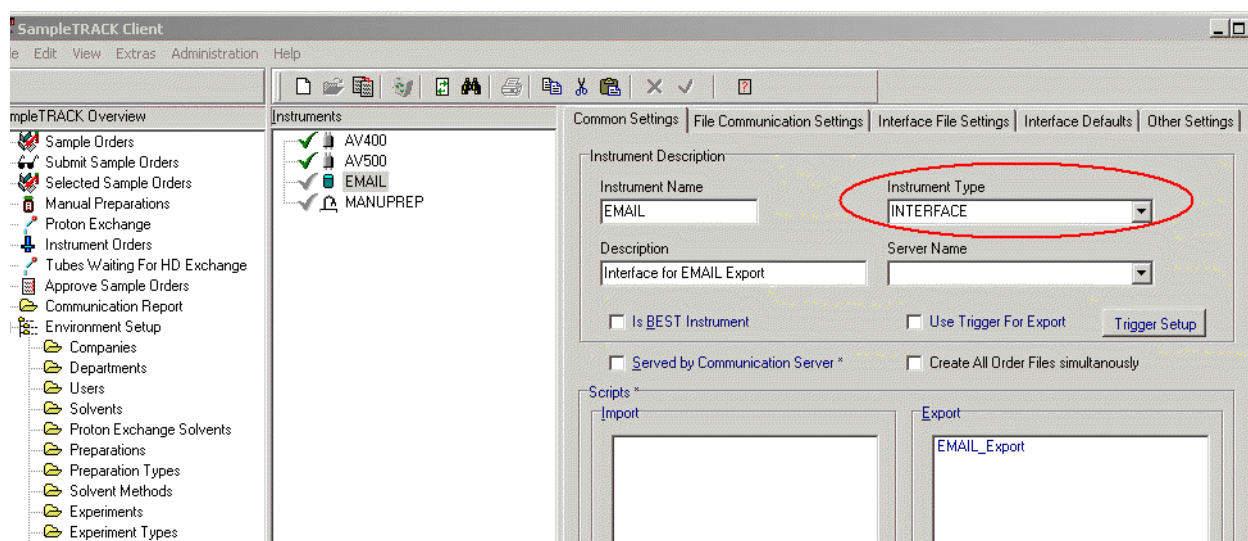 SampleTRACK Client
e Edit View Extras Administration Help
mpleTRACK Overview
Sample Orders
Submit Sample Orders
Selected Sample Orders
Manual Preparations
Proton Exchange
Instrument Orders
Tubes Waiting For HD Exchange
Approve Sample Orders
Communication Report
Environment Setup
Companies
Departments
Users
Solvents
Proton Exchange Solvents
Preparations
Preparation Types
Solvent Methods
Experiments
Experiment Types
Instruments
AV400
AV500
EMAIL
MANUPREP
Common Settings File Communication Settings Interface File Settings Interface Defaults Other Settings
Instrument Description
Instrument Name Instrument Type
EMAIL INTERFACE
Description Server Name
Interface for EMAIL Export
Is BEST Instrument Use Trigger For Export Trigger Setup
Served by Communication Server * Create All Order Files simultanously
Scripts *
Import Export
EMAIL_Export